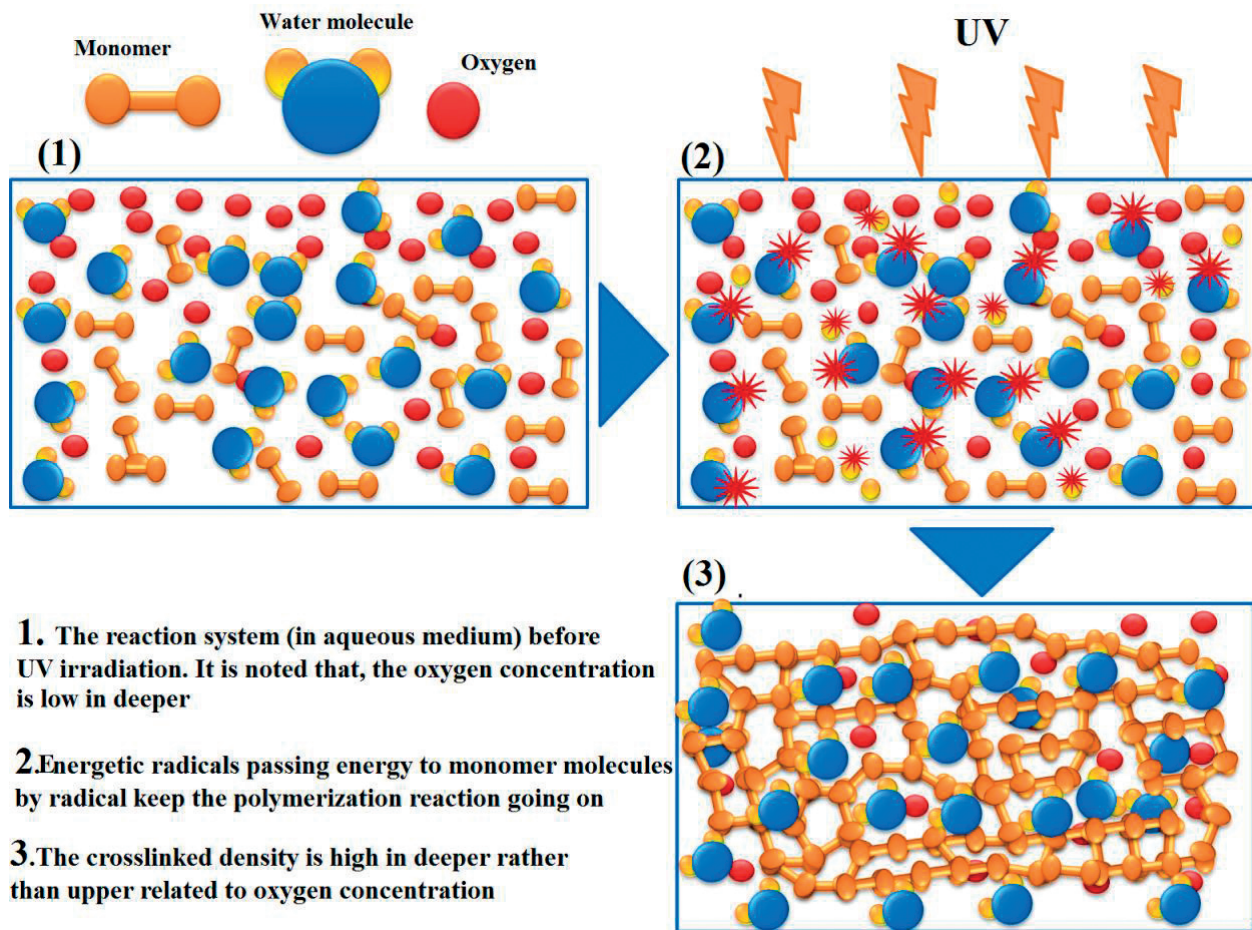 Water molecule
Monomer
Oxygen
UV
(1)
(2)
(3)
1. The reaction system (in aqueous medium) before
UV irradiation. It is noted that, the oxygen concentration
is low in deeper
2.Energetic radicals passing energy to monomer molecules
by radical keep the polymerization reaction going on
3.The crosslinked density is high in deeper rather
than upper related to oxygen concentration